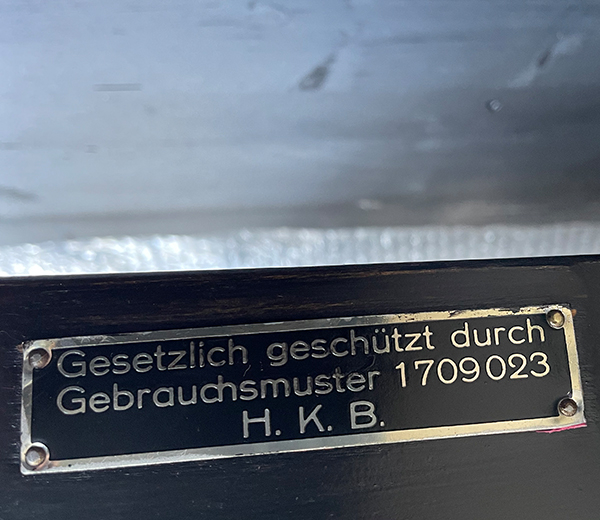 Gesetzlich geschützt durch
Gebrauchsmuster 1709023
H. K. B.